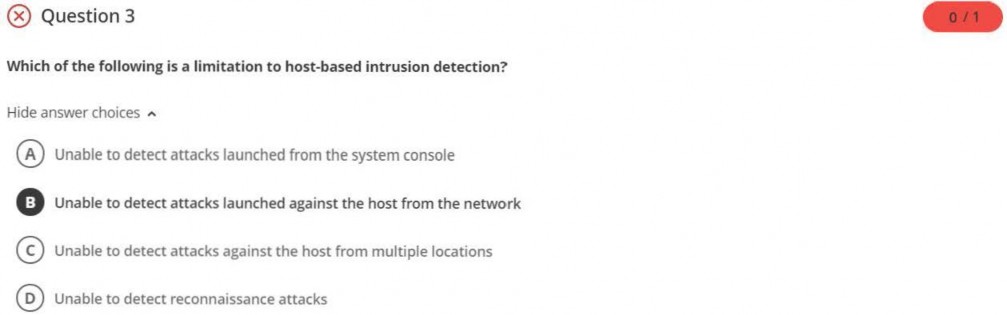 Question 3
0 / 1
Which of the following is a limitation to host-based intrusion detection?
Hide answer choices
A Unable to detect attacks launched from the system console
B Unable to detect attacks launched against the host from the network
C Unable to detect attacks against the host from multiple locations
D Unable to detect reconnaissance attacks